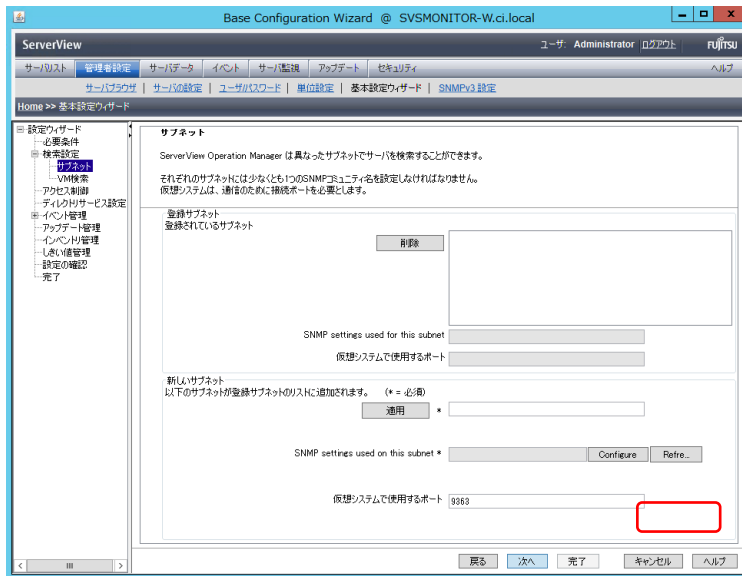 Base Configuration Wizard @ SVSMONITOR-W.ci.local
ServerView
ユーザ: Administrator ログアウト FUJITSU
サーバリスト 管理者設定 サーバデータ イベント サーバ監視 アップデート セキュリティ ヘルプ
サーバブラウザ | サーバの設定 | ユーザ/パスワード | 単位設定 | 基本設定ウィザード | SNMPv3 設定
Home >> 基本設定ウィザード
設定ウィザード
必要条件
検索設定
サブネット
VM検索
アクセス制御
ディレクトリサービス設定
イベント管理
アップデート管理
インベントリ管理
しきい値管理
設定の確認
完了
サブネット
ServerView Operation Manager は異なったサブネットでサーバを検索することができます。
それぞれのサブネットには少なくとも1つのSNMPコミュニティ名を設定しなければなりません。
仮想システムは、通信のために接続ポートを必要とします。
登録サブネット
登録されているサブネット
削除
SNMP settings used for this subnet
仮想システムで使用するポート
新しいサブネット
以下のサブネットが登録サブネットのリストに追加されます。 (* = 必須)
適用 *
SNMP settings used on this subnet * Configure Refre...
仮想システムで使用するポート 9363
戻る 次へ 完了 キャンセル ヘルプ